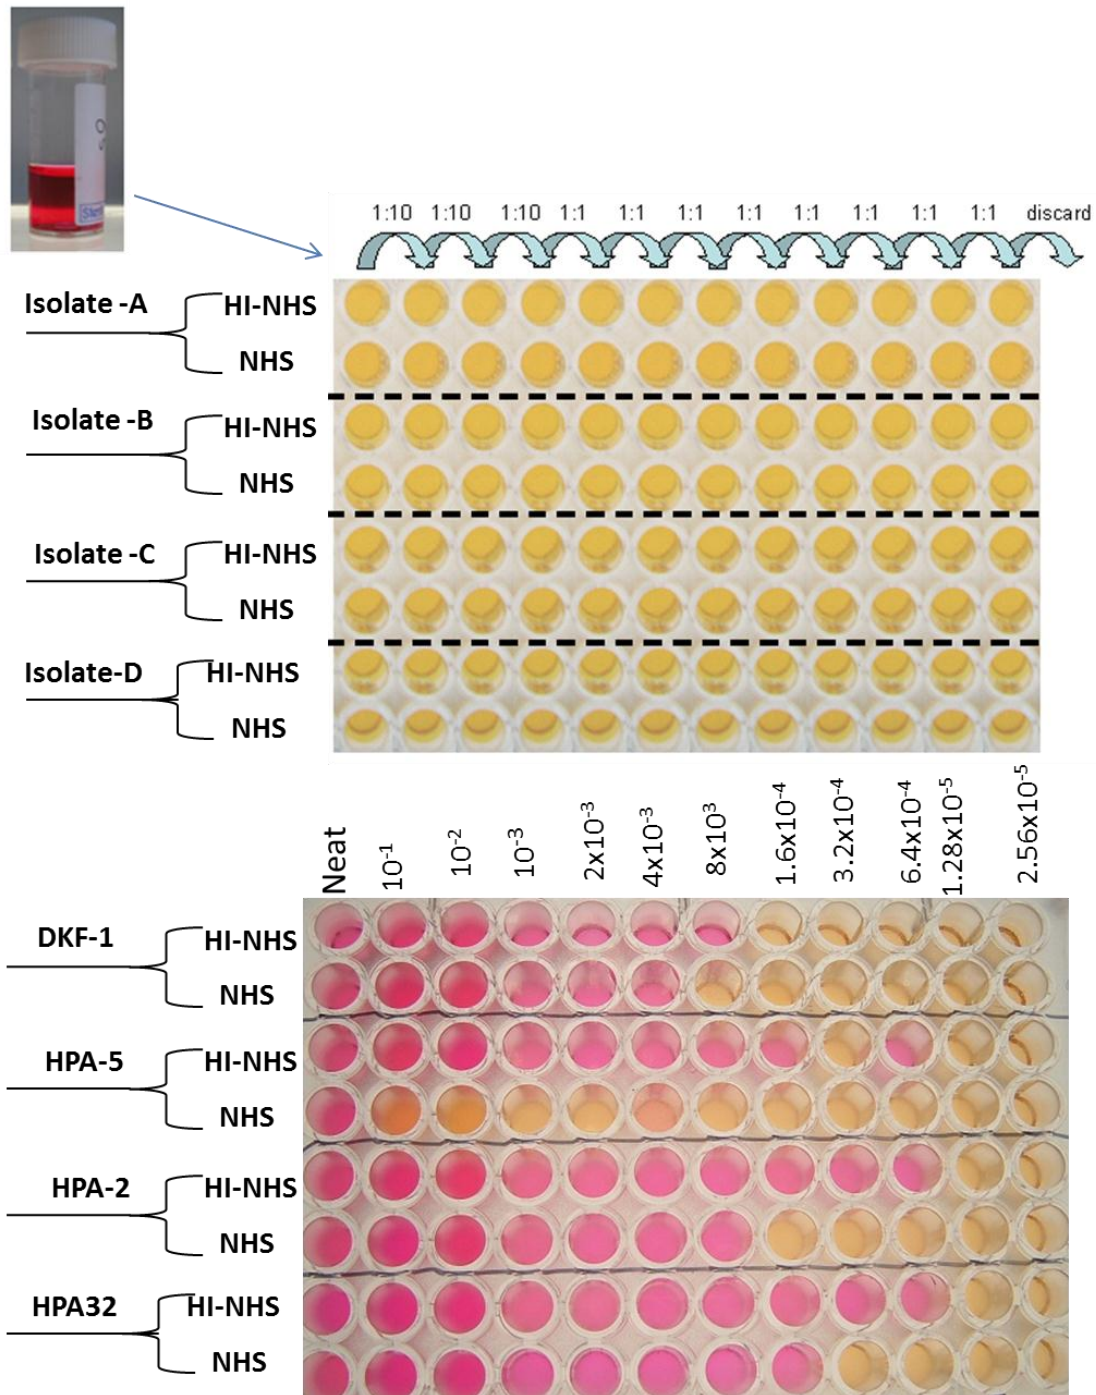 1:10 1:10 1:10 1:1 1:1 1:1 1:1 1:1 1:1 1:1 1:1 discard
Isolate -A
HI-NHS
NHS
Isolate -B
HI-NHS
NHS
Isolate -C
HI-NHS
NHS
Isolate-D
HI-NHS
NHS
Neat 10⁻¹ 10⁻² 10⁻³ 2x10⁻³ 4x10⁻³ 8x10³ 1.6x10⁻⁴ 3.2x10⁻⁴ 6.4x10⁻⁴ 1.28x10⁻⁵ 2.56x10⁻⁵
DKF-1
HI-NHS
NHS
HPA-5
HI-NHS
NHS
HPA-2
HI-NHS
NHS
HPA32
HI-NHS
NHS